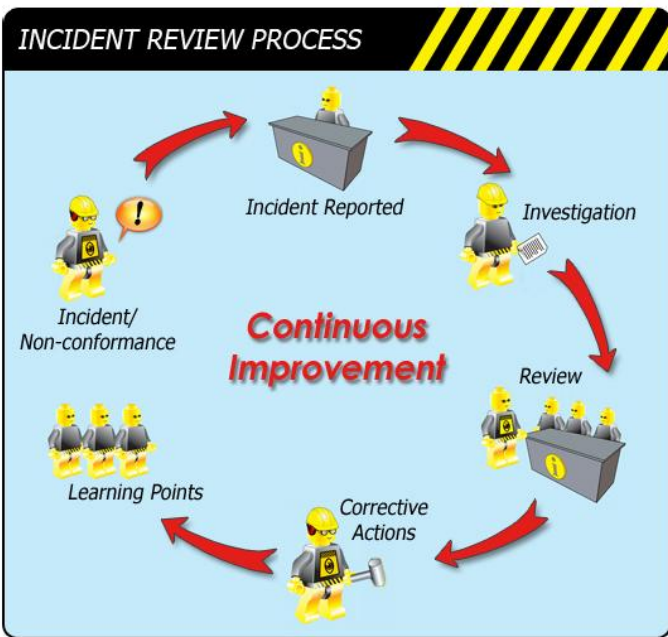 INCIDENT REVIEW PROCESS
Incident Reported
Investigation
Incident/
Non-conformance
Continuous
Improvement
Review
Learning Points
Corrective
Actions
i
i
!